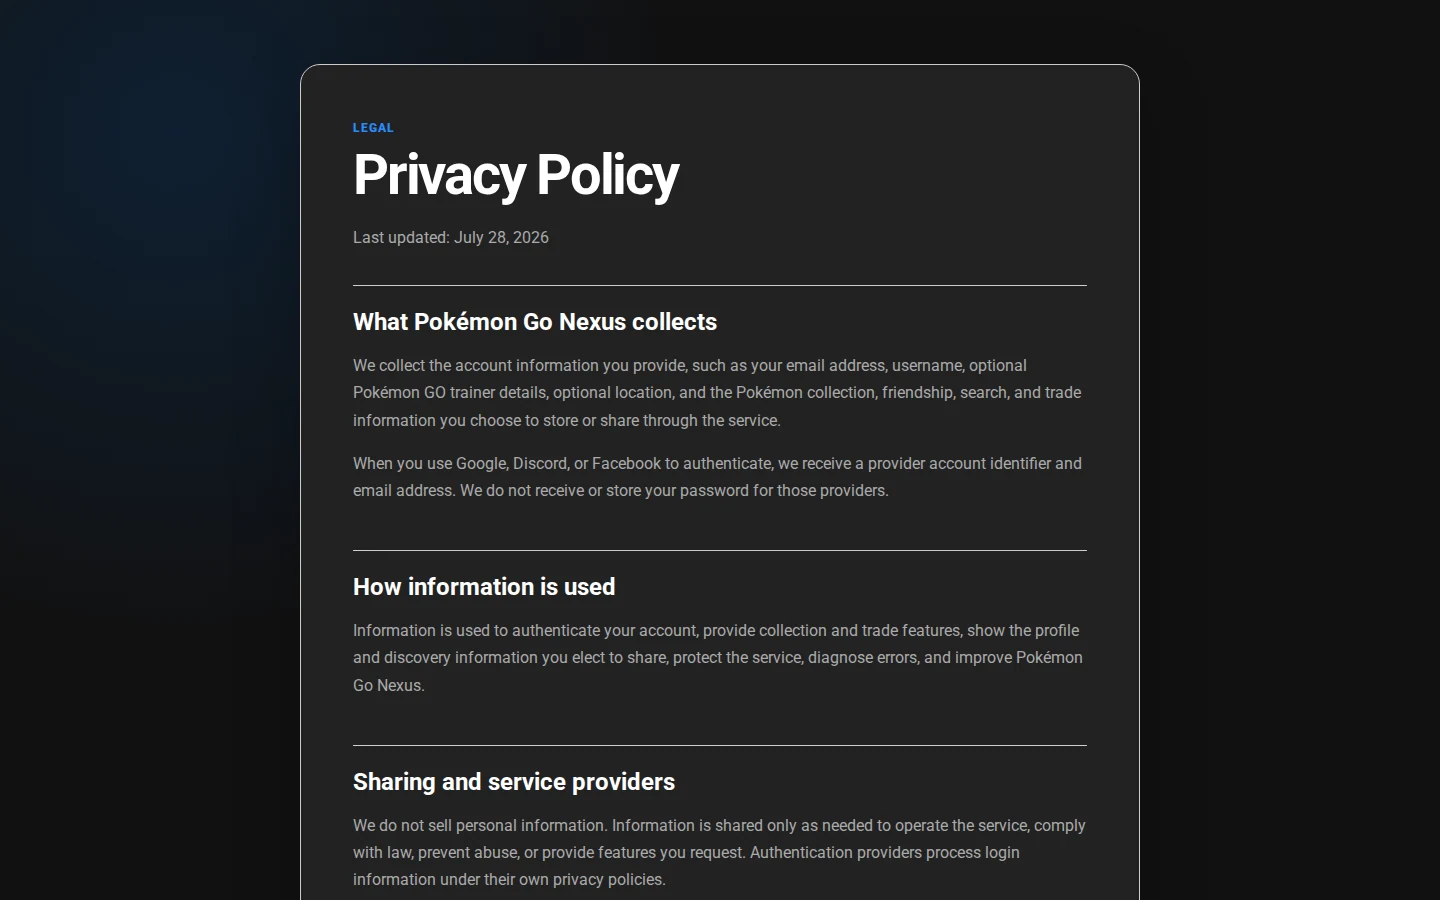 LEGAL
Privacy Policy
Last updated: July 28, 2026
What Pokémon Go Nexus collects
We collect the account information you provide, such as your email address, username, optional
Pokémon GO trainer details, optional location, and the Pokémon collection, friendship, search, and trade
information you choose to store or share through the service.
When you use Google, Discord, or Facebook to authenticate, we receive a provider account identifier and
email address. We do not receive or store your password for those providers.
How information is used
Information is used to authenticate your account, provide collection and trade features, show the profile
and discovery information you elect to share, protect the service, diagnose errors, and improve Pokémon
Go Nexus.
Sharing and service providers
We do not sell personal information. Information is shared only as needed to operate the service, comply
with law, prevent abuse, or provide features you request. Authentication providers process login
information under their own privacy policies.